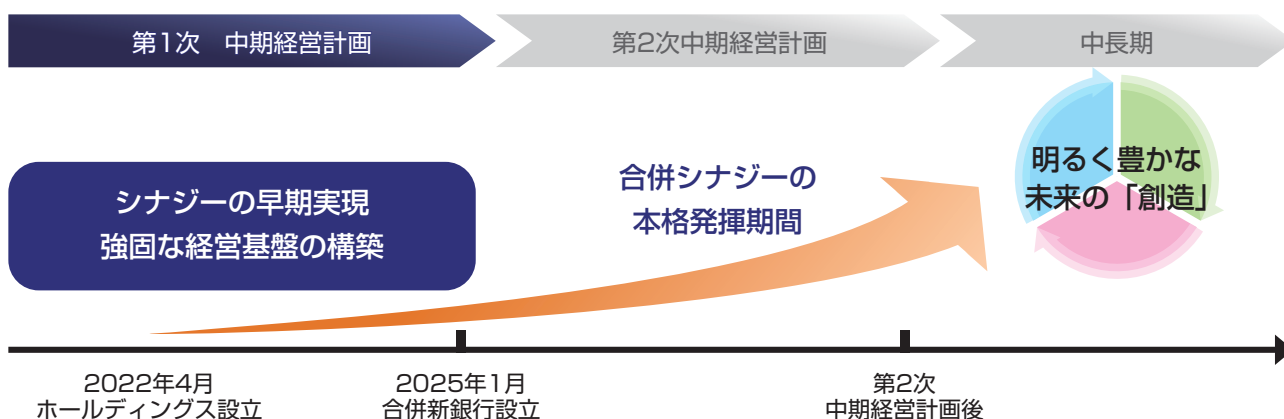 第1次　中期経営計画
第2次中期経営計画
中長期
シナジーの早期実現
強固な経営基盤の構築
合併シナジーの
本格発揮期間
明るく豊かな
未来の「創造」
2022年4月
ホールディングス設立
2025年1月
合併新銀行設立
第2次
中期経営計画後